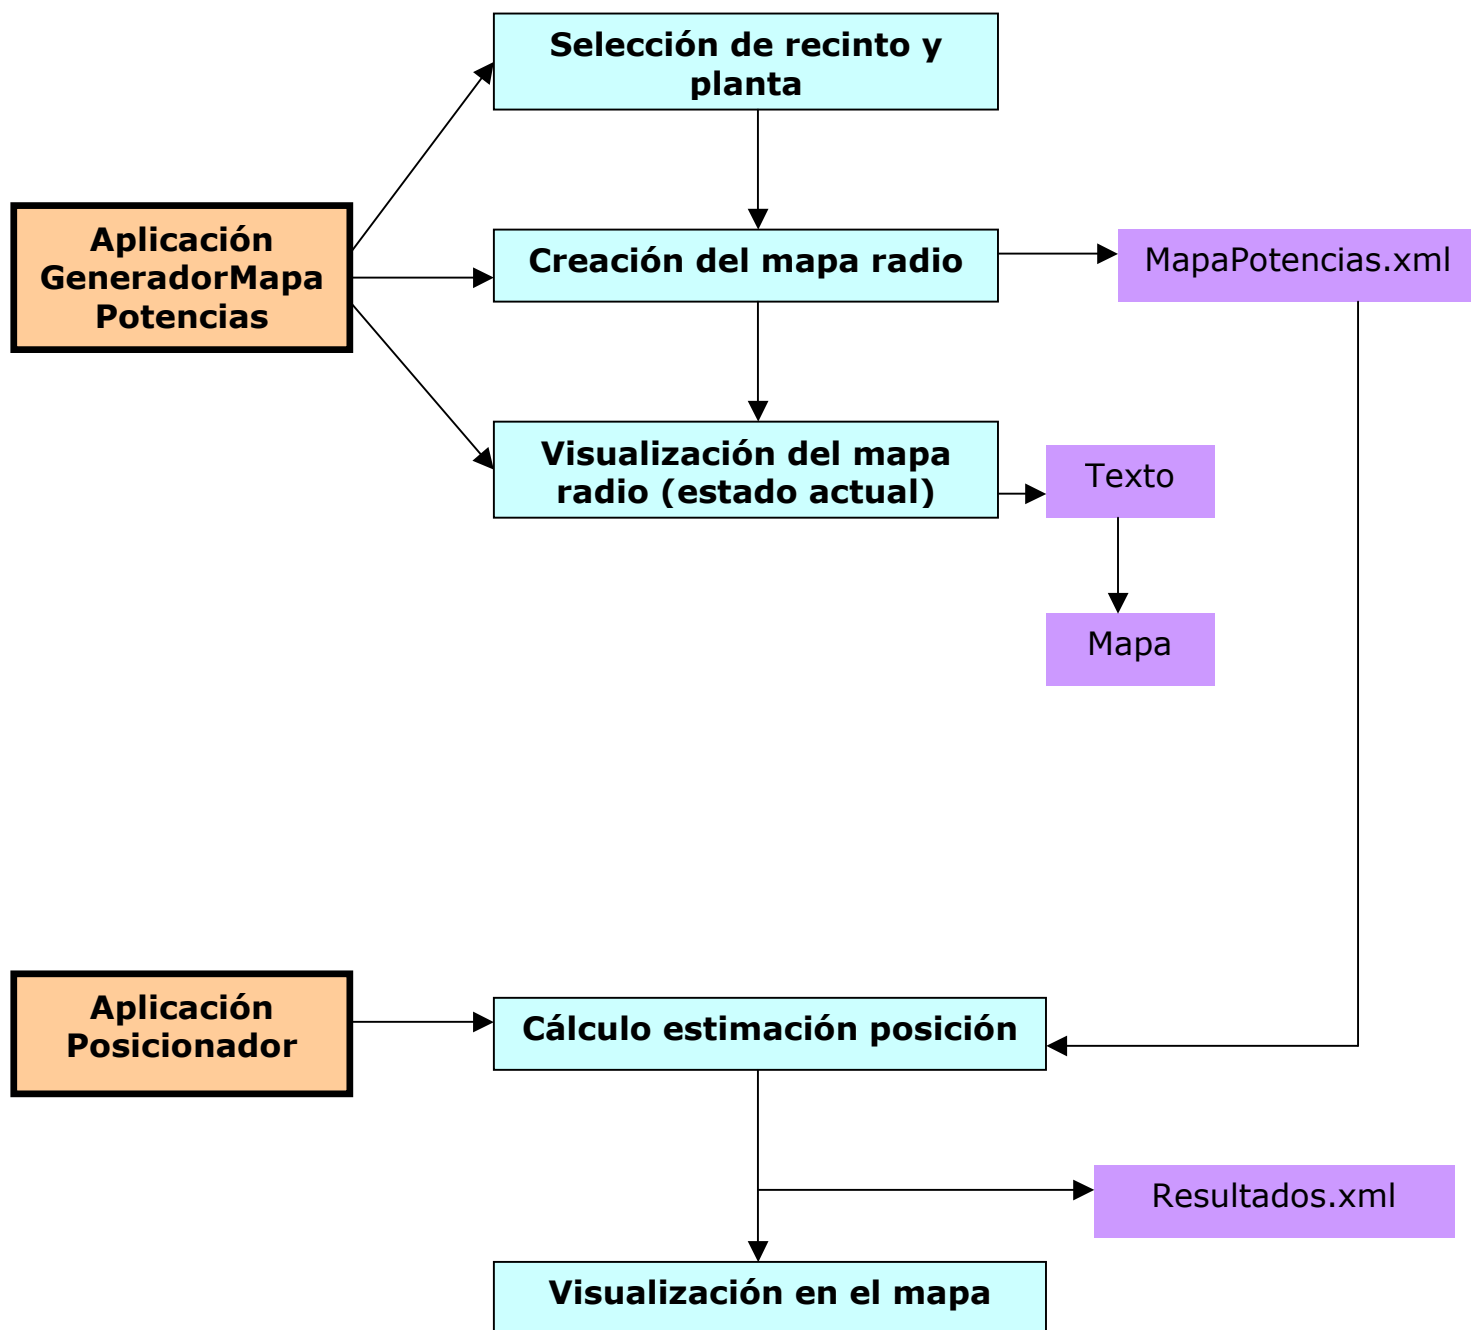 Selección de recinto y
planta
Aplicación
GeneradorMapa
Potencias
Creación del mapa radio
MapaPotencias.xml
Visualización del mapa
radio (estado actual)
Texto
Mapa
Aplicación
Posicionador
Cálculo estimación posición
Resultados.xml
Visualización en el mapa